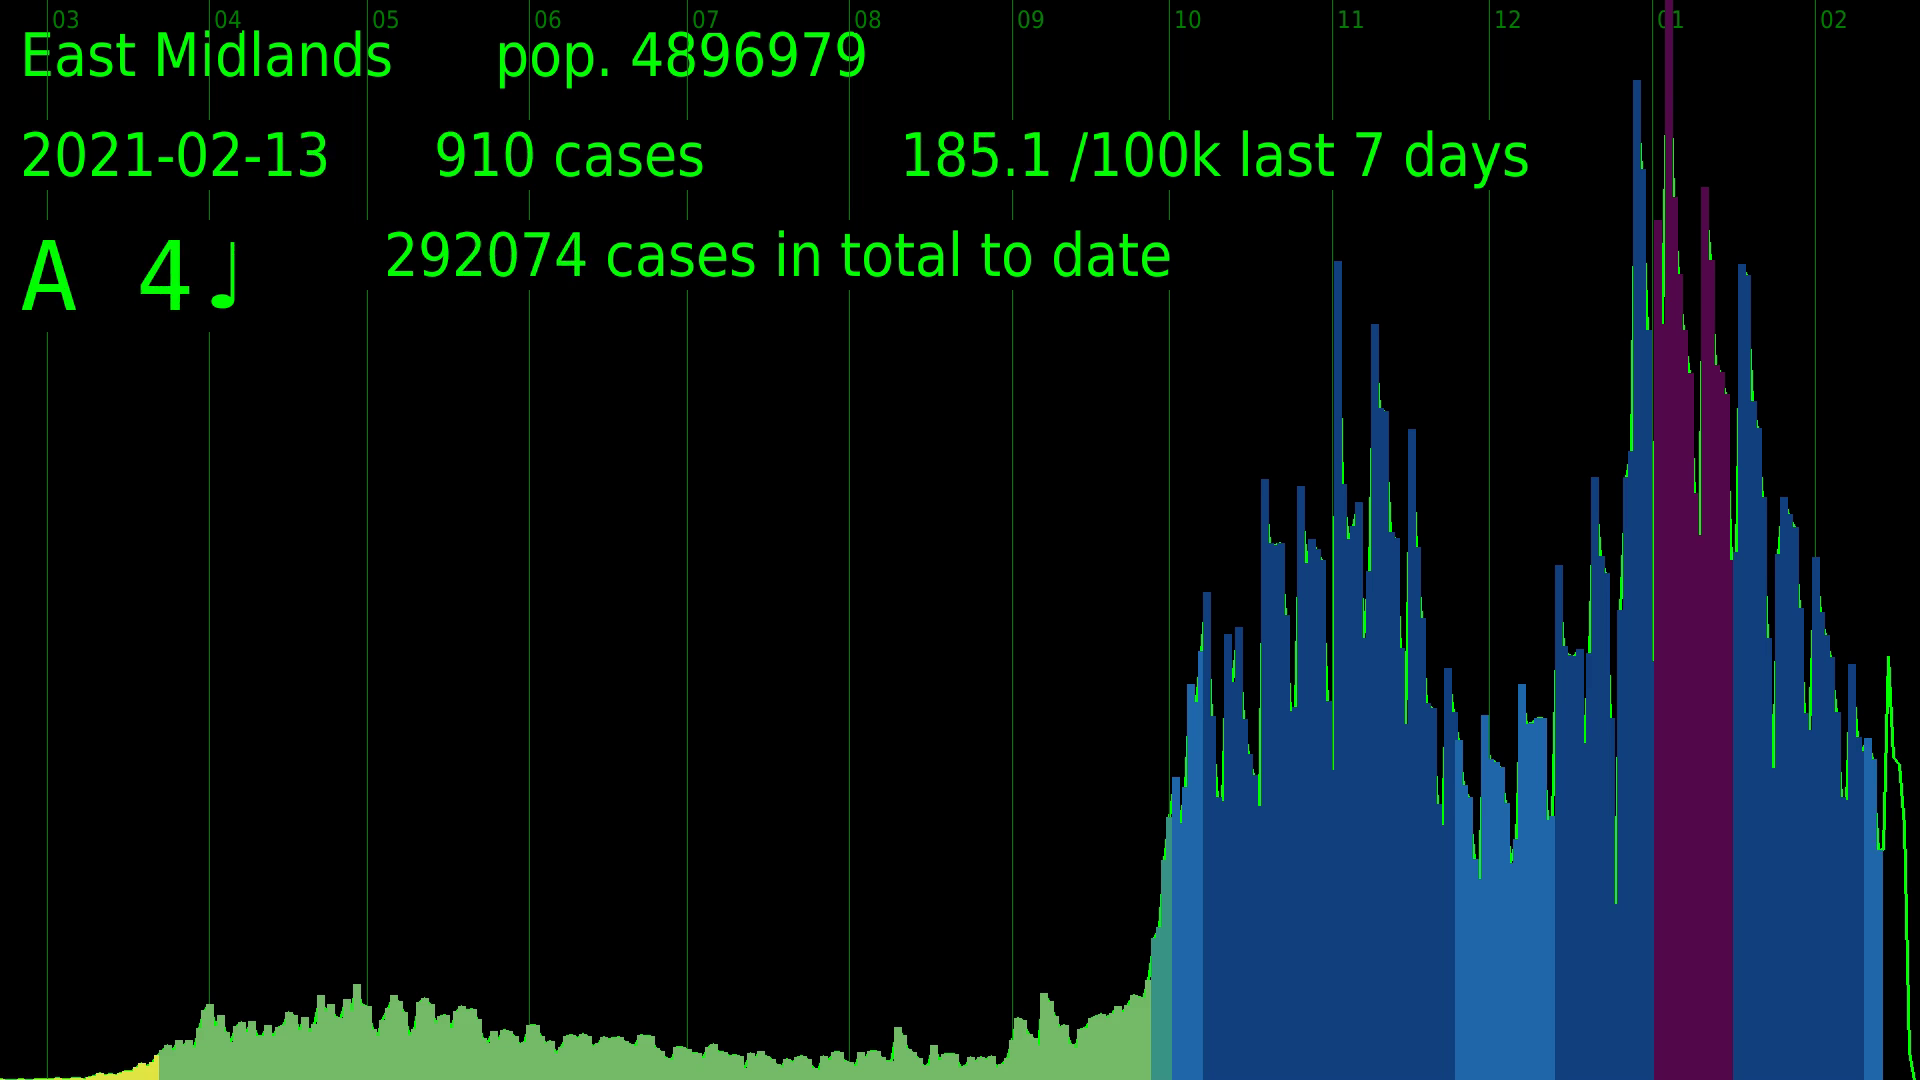 03 04 05 06 07 08 09 10 11 12 01 02
East Midlands pop. 4896979
2021-02-13 910 cases 185.1 /100k last 7 days
A 4♩ 292074 cases in total to date